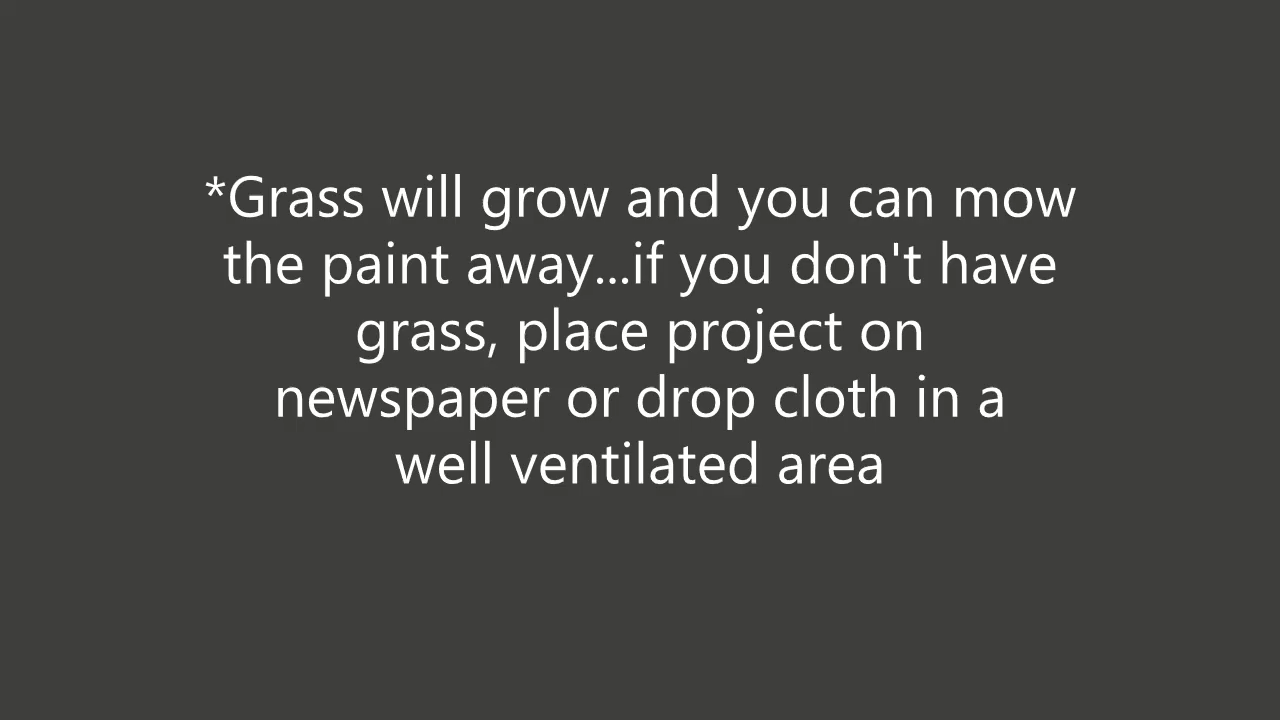 *Grass will grow and you can mow
the paint away...if you don't have
grass, place project on
newspaper or drop cloth in a
well ventilated area